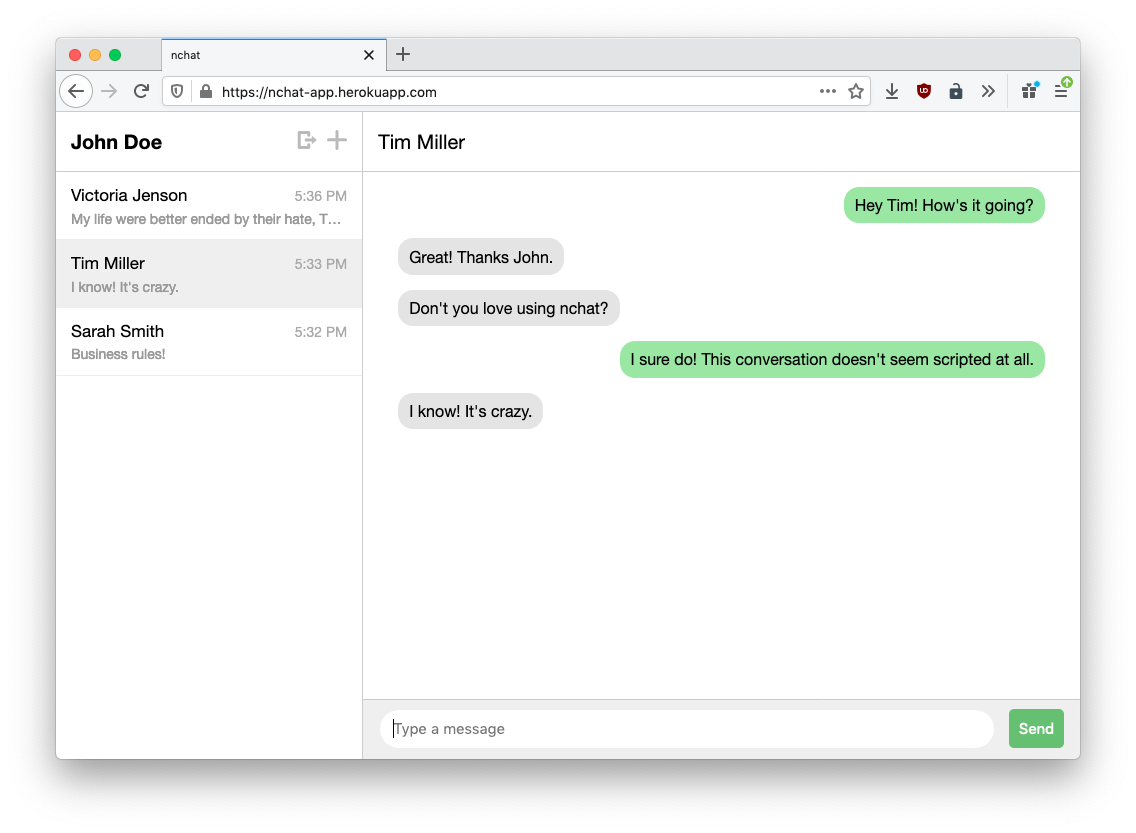 nchat
https://nchat-app.herokuapp.com
John Doe
Tim Miller
Victoria Jenson 5:36 PM
My life were better ended by their hate, T...
Tim Miller 5:33 PM
I know! It's crazy.
Sarah Smith 5:32 PM
Business rules!
Hey Tim! How's it going?
Great! Thanks John.
Don't you love using nchat?
I sure do! This conversation doesn't seem scripted at all.
I know! It's crazy.
Type a message
Send